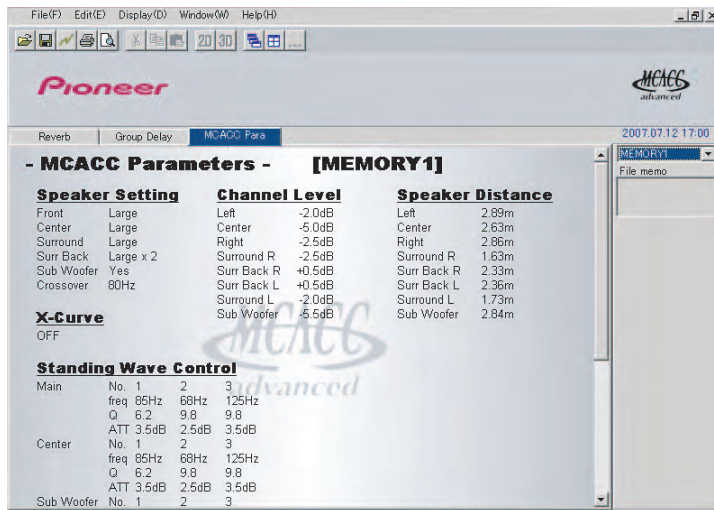 File(F) Edit(E) Display(D) Window(W) Help(H)
2D 3D ...
Pioneer
MCACC
advanced
Reverb Group Delay MCACC Para
2007.07.12 17:00
MEMORY1
File memo
- MCACC Parameters - [MEMORY1]
Speaker Setting Channel Level Speaker Distance
Front Large Left -2.0dB Left 2.89m
Center Large Center -5.0dB Center 2.63m
Surround Large Right -2.5dB Right 2.86m
Surr Back Large x 2 Surround R -2.5dB Surround R 1.63m
Sub Woofer Yes Surr Back R +0.5dB Surr Back R 2.33m
Crossover 80Hz Surr Back L +0.5dB Surr Back L 2.36m
Surround L -2.0dB Surround L 1.73m
X-Curve Sub Woofer -5.5dB Sub Woofer 2.84m
OFF
MCACC
advanced
Standing Wave Control
Main No. 1 2 3
freq 85Hz 68Hz 125Hz
Q 6.2 9.8 9.8
ATT 3.5dB 2.5dB 3.5dB
Center No. 1 2 3
freq 85Hz 68Hz 125Hz
Q 6.2 9.8 9.8
ATT 3.5dB 2.5dB 3.5dB
Sub Woofer No. 1 2 3